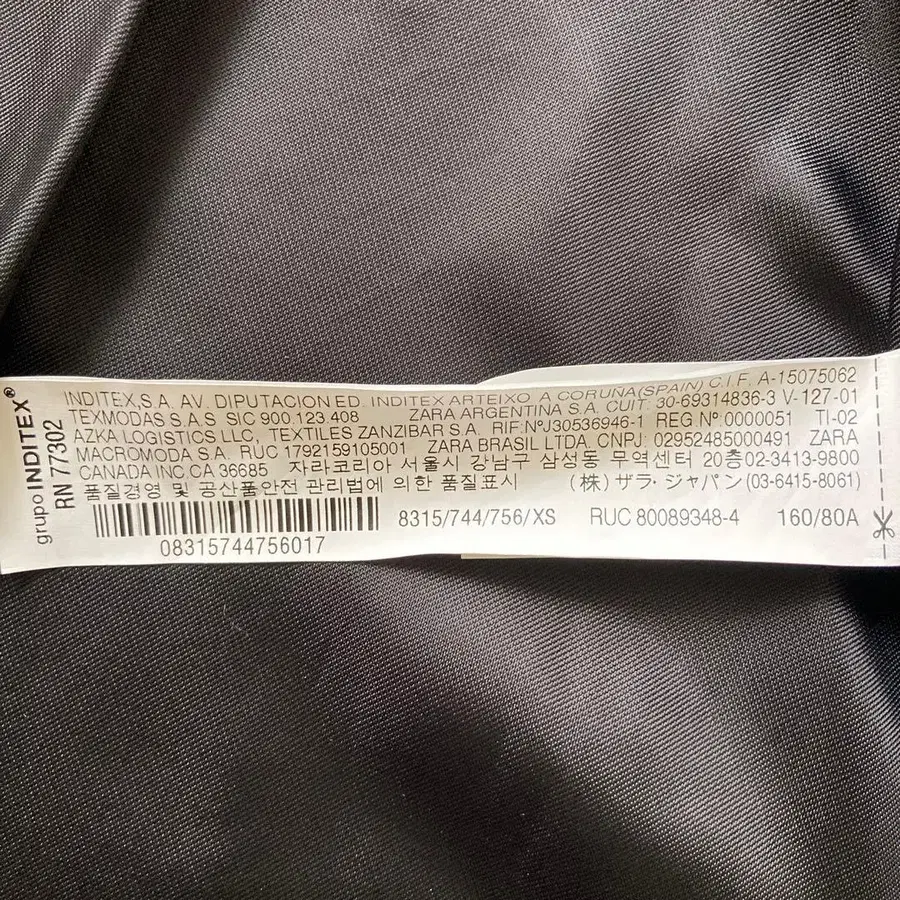 grupo INDITEX®
RN 77302
INDITEX,S.A. AV. DIPUTACION ED. INDITEX ARTEIXO A CORUÑA(SPAIN) C.I.F. A-15075062
TEXMODAS S.A.S SIC 900.123.408 ZARA ARGENTINA S.A. CUIT: 30-69314836-3 V-127-01
AZKA LOGISTICS LLC, TEXTILES ZANZIBAR S.A. RIF:NºJ30536946-1 REG.Nº:0000051 TI-02
MACROMODA S.A. RUC 1792159105001 ZARA BRASIL LTDA. CNPJ: 02952485000491 ZARA
CANADA INC.CA 36685 자라코리아 서울시 강남구 삼성동 무역센터 20층02-3413-9800
품질경영 및 공산품안전 관리법에 의한 품질표시 (株) ザラ・ジャパン (03-6415-8061)
8315/744/756/XS RUC 80089348-4 160/80A
08315744756017